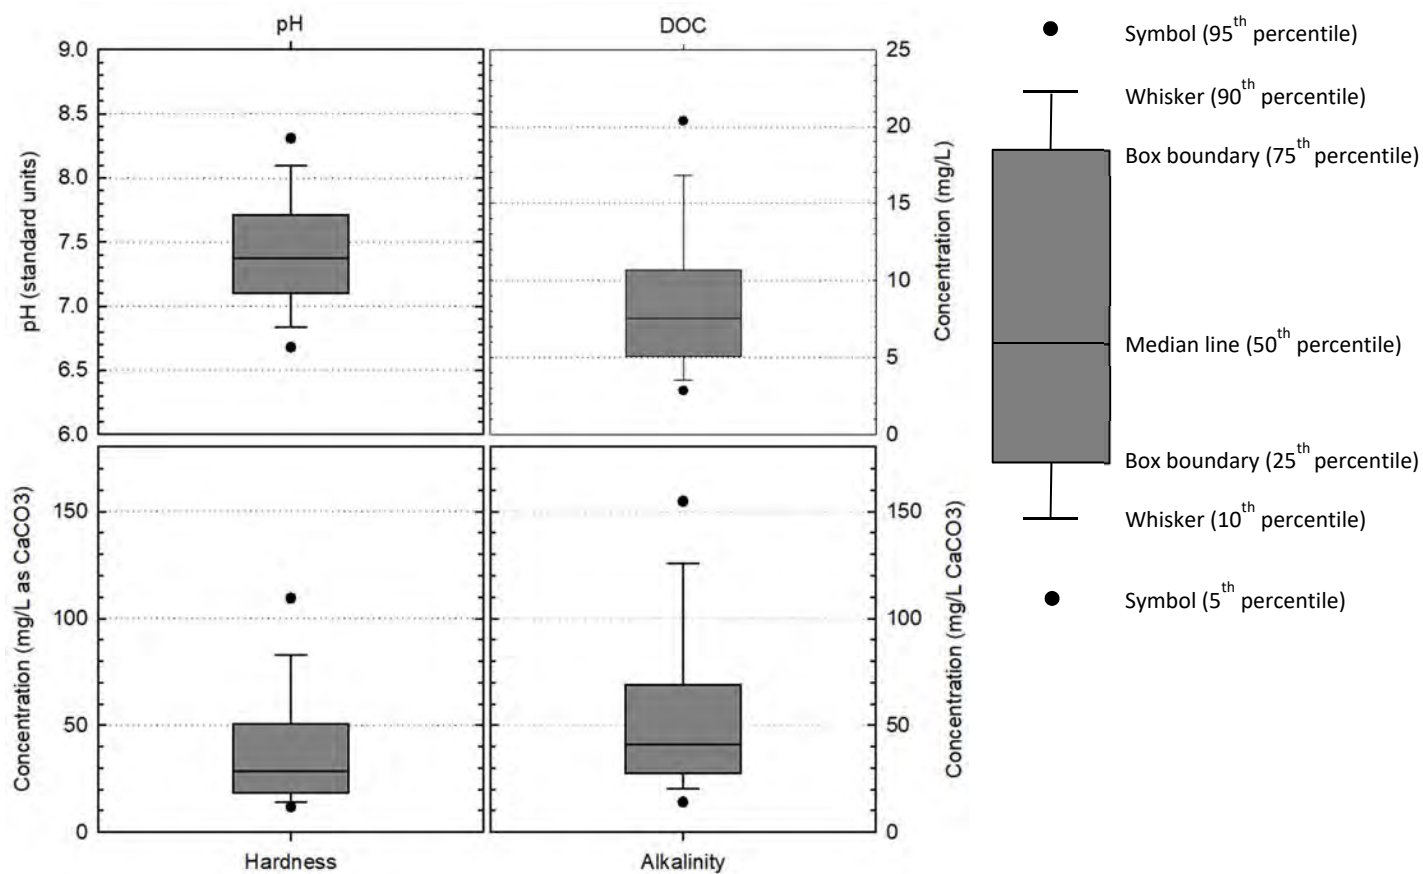 pH
DOC
9.0
8.5
8.0
7.5
7.0
6.5
6.0
pH (standard units)
25
20
15
10
5
0
Concentration (mg/L)
150
100
50
0
Concentration (mg/L as CaCO3)
150
100
50
0
Concentration (mg/L CaCO3)
Hardness
Alkalinity
Symbol (95th percentile)
Whisker (90th percentile)
Box boundary (75th percentile)
Median line (50th percentile)
Box boundary (25th percentile)
Whisker (10th percentile)
Symbol (5th percentile)